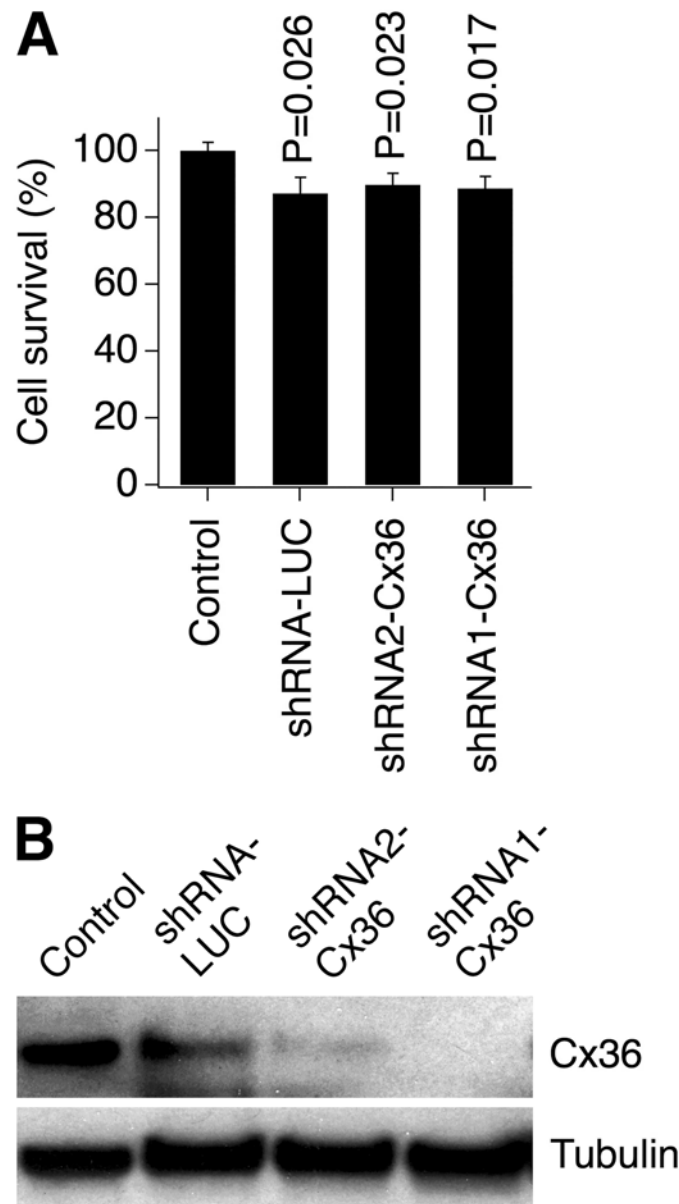 A
P=0.026
P=0.023
P=0.017
Cell survival (%)
100
80
60
40
20
0
Control
shRNA-LUC
shRNA2-Cx36
shRNA1-Cx36
B
Control
shRNA-
LUC
shRNA2-
Cx36
shRNA1-
Cx36
Cx36
Tubulin